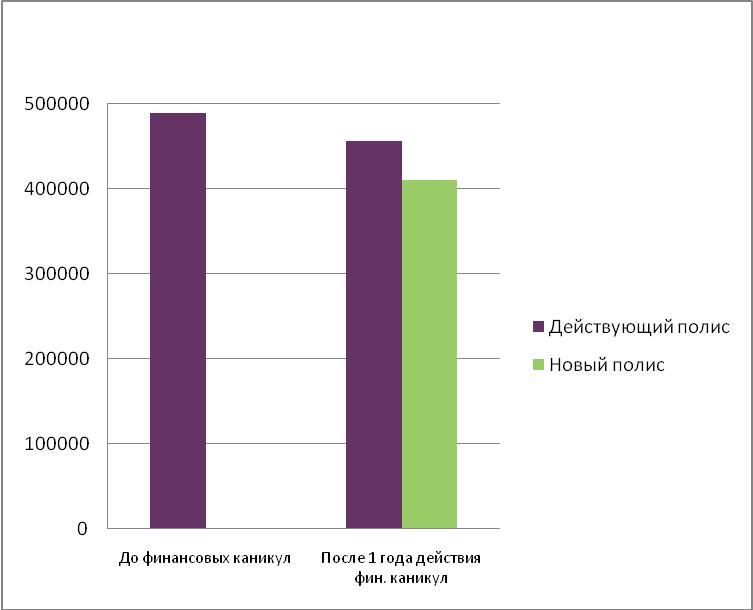 500000
400000
300000
200000
100000
0
До финансовых каникул
После 1 года действия
фин. каникул
Действующий полис
Новый полис